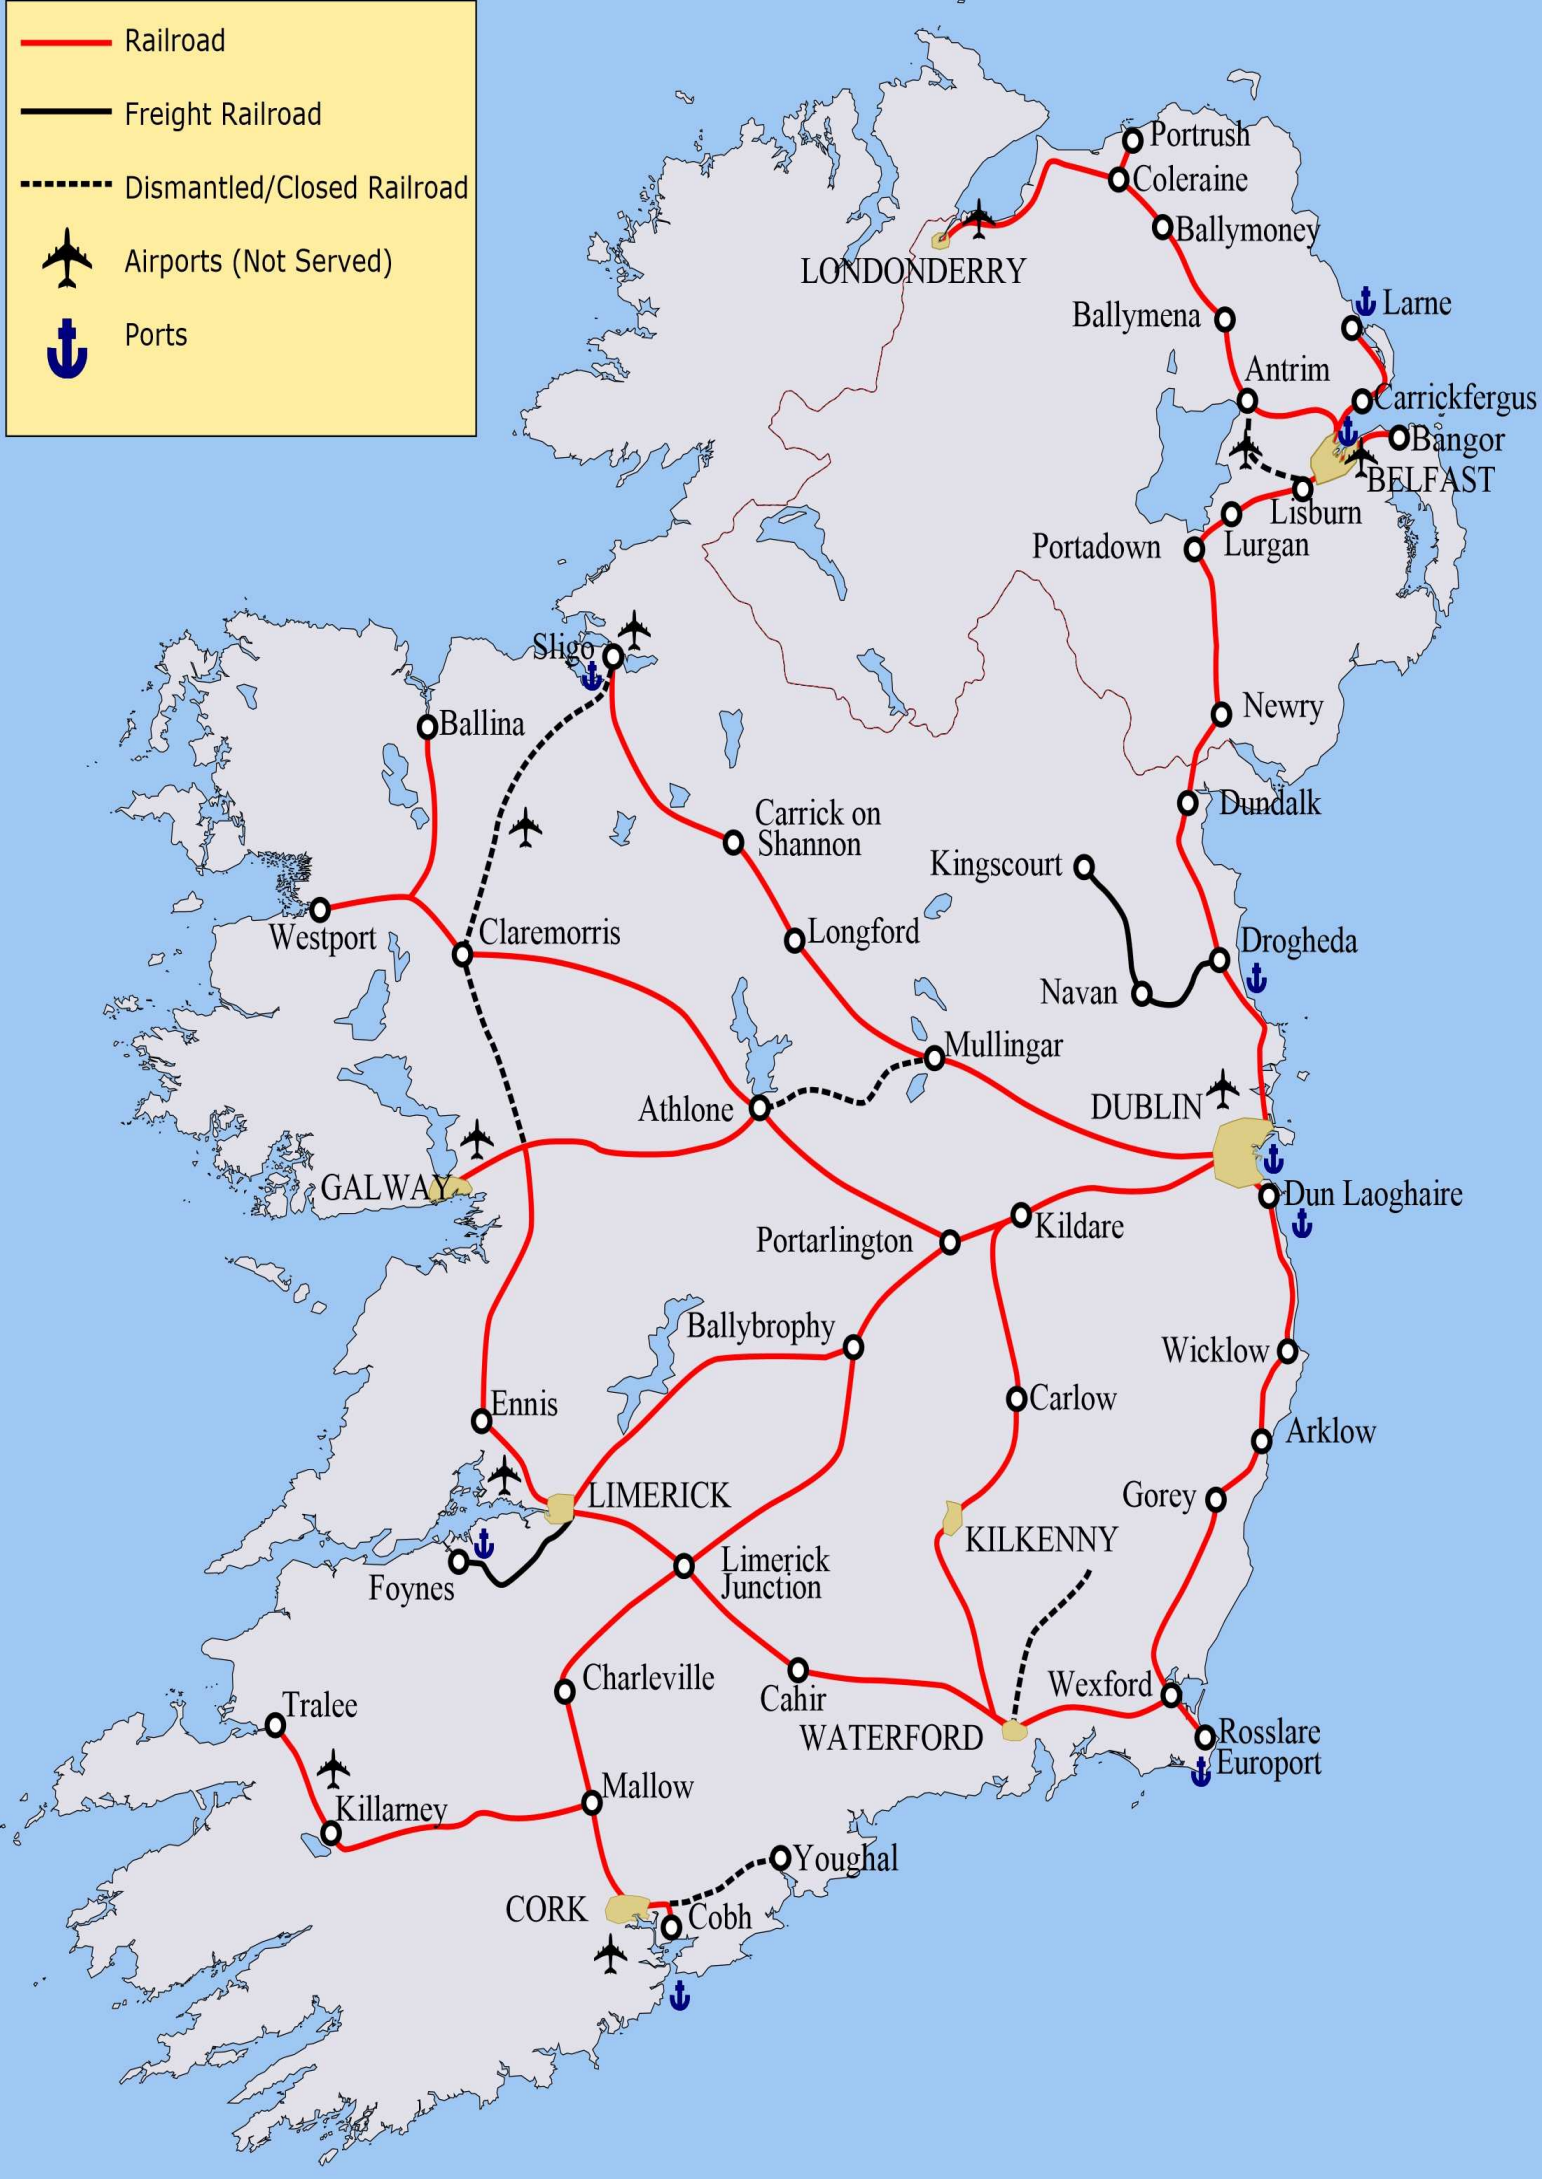 Railroad
Freight Railroad
Dismantled/Closed Railroad
Airports (Not Served)
Ports
Portrush
Coleraine
Ballymoney
LONDONDERRY
Larne
Ballymena
Antrim
Carrickfergus
Bangor
BELFAST
Lisburn
Lurgan
Portadown
Sligo
Newry
Ballina
Dundalk
Carrick on
Shannon
Kingscourt
Longford
Claremorris
Westport
Drogheda
Navan
Mullingar
DUBLIN
Athlone
GALWAY
Dun Laoghaire
Kildare
Portarlington
Ballybrophy
Wicklow
Carlow
Ennis
Arklow
LIMERICK
Gorey
KILKENNY
Limerick
Junction
Foynes
Charleville
Cahir
Wexford
Tralee
WATERFORD
Rosslare
Europort
Mallow
Killarney
Youghal
CORK
Cobh